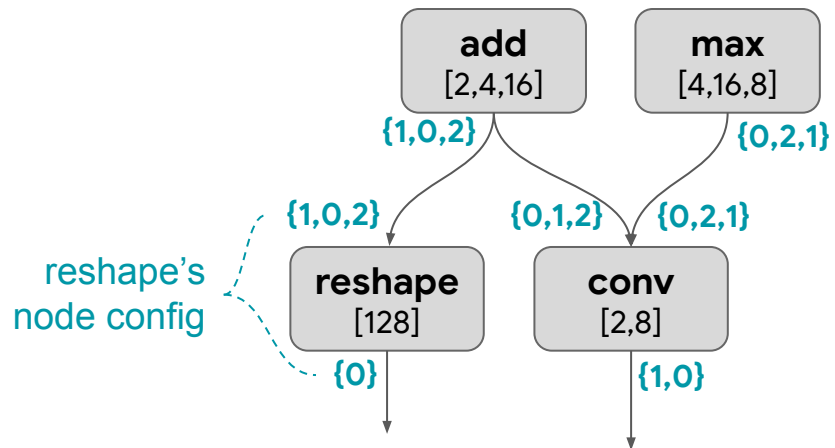 add
[2,4,16]
max
[4,16,8]
{1,0,2}
{0,2,1}
{1,0,2}
{0,1,2}
{0,2,1}
reshape's
node config
reshape
[128]
conv
[2,8]
{0}
{1,0}